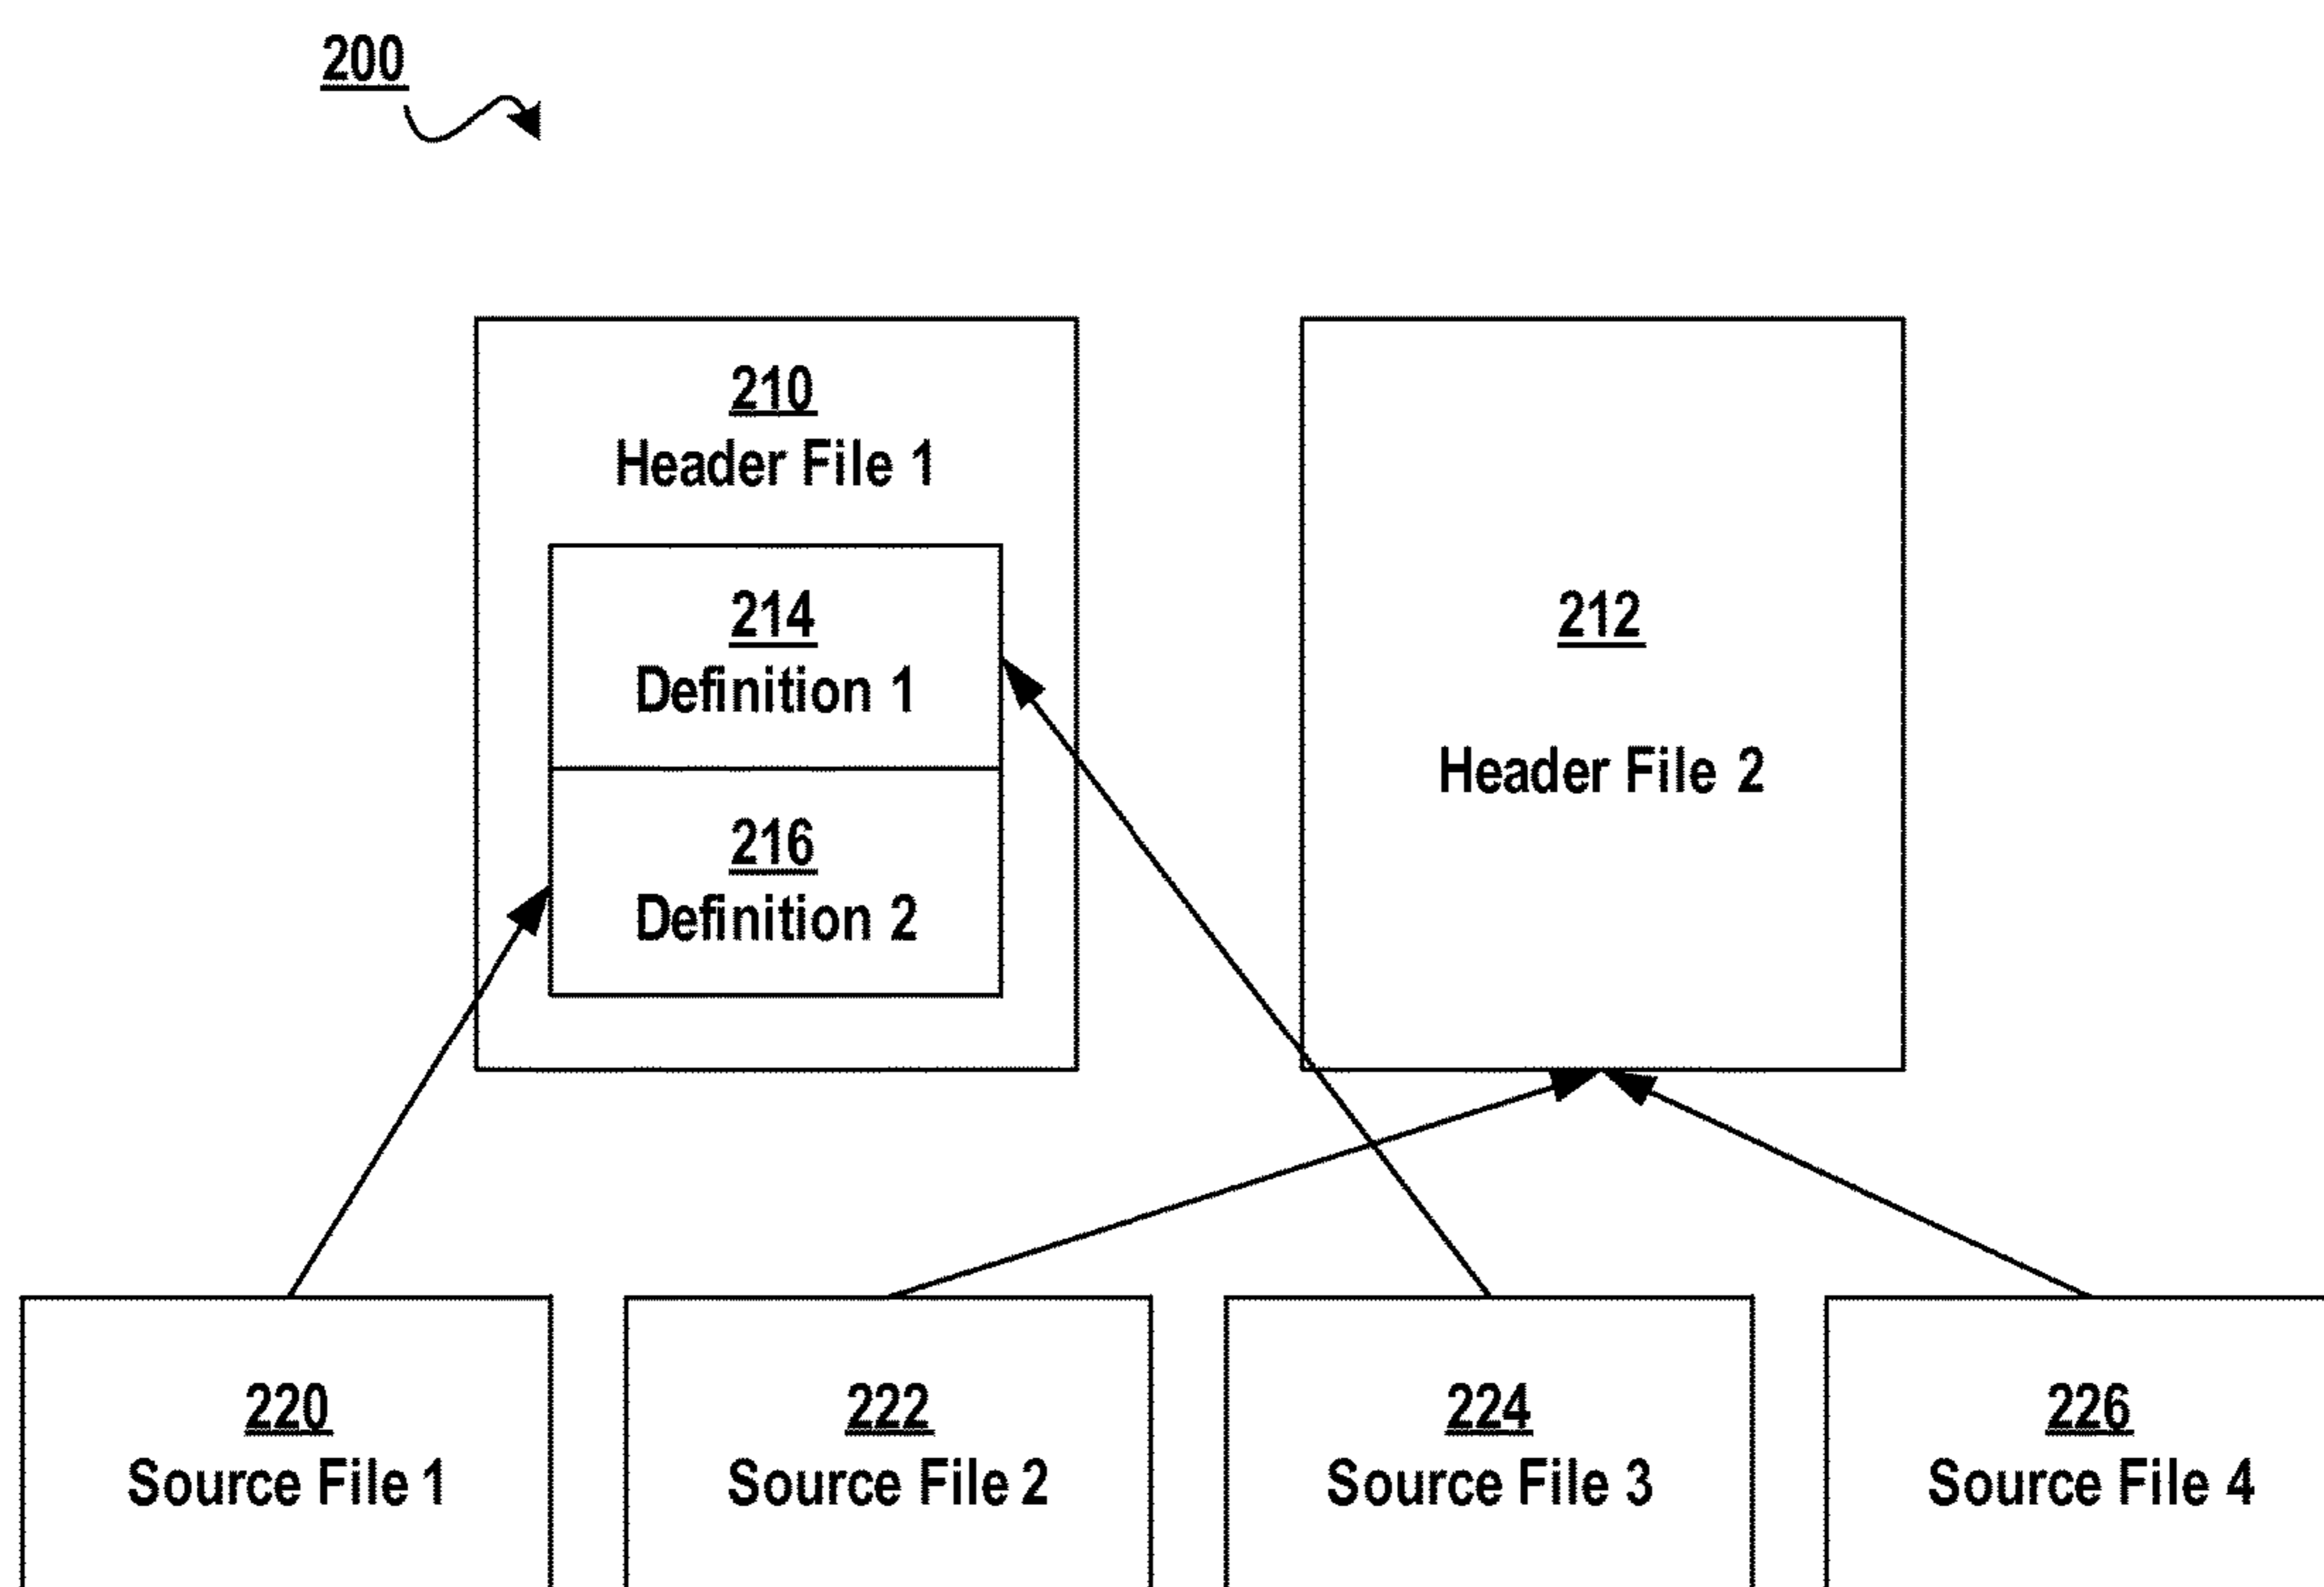 200
210
Header File 1
214
Definition 1
216
Definition 2
212
Header File 2
220
Source File 1
222
Source File 2
224
Source File 3
226
Source File 4